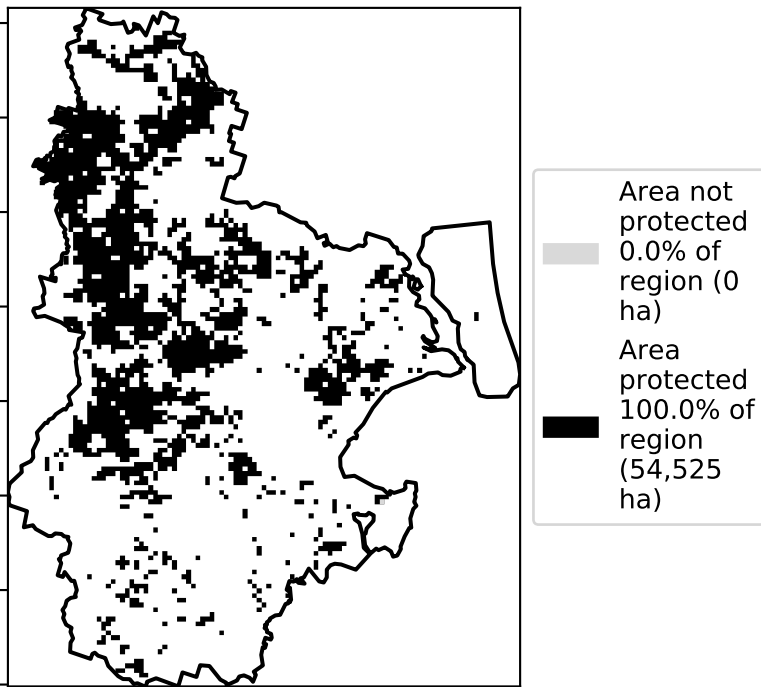 Area not
protected
0.0% of
region (0
ha)
Area
protected
100.0% of
region
(54,525
ha)